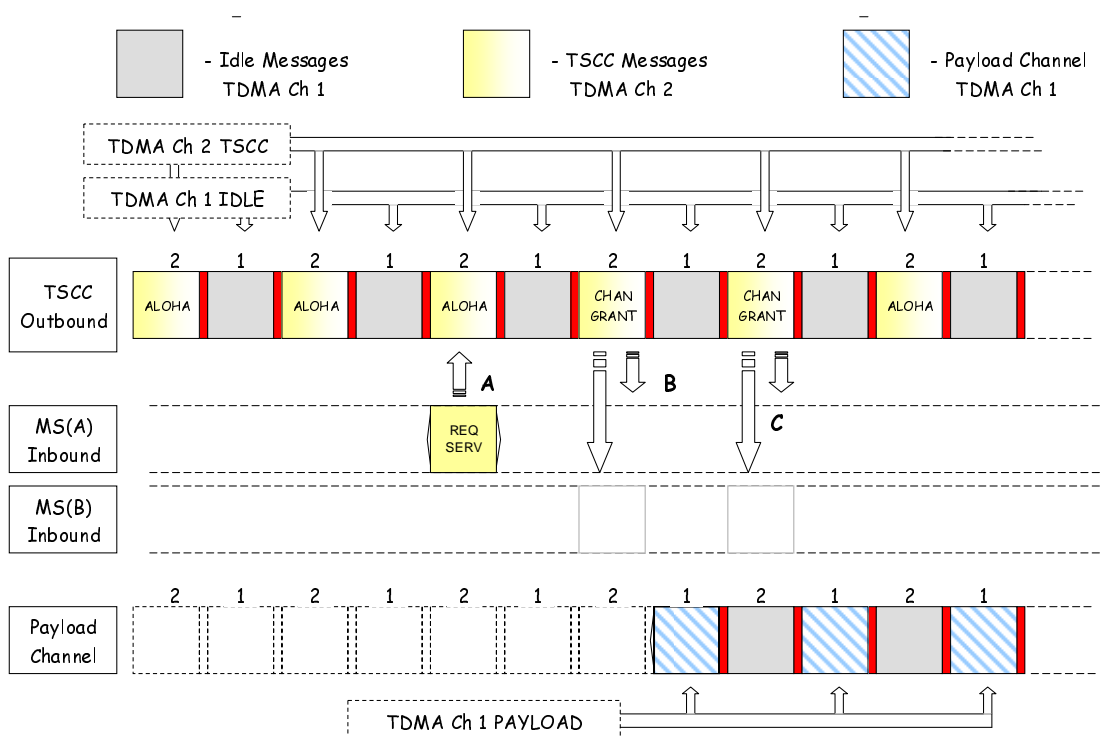 - Idle Messages
TDMA Ch 1
- TSCC Messages
TDMA Ch 2
- Payload Channel
TDMA Ch 1
TDMA Ch 2 TSCC
TDMA Ch 1 IDLE
2 1 2 1 2 1 2 1 2 1 2 1
TSCC
Outbound
ALOHA
ALOHA
ALOHA
CHAN
GRANT
CHAN
GRANT
ALOHA
A
B
C
MS(A)
Inbound
REQ
SERV
MS(B)
Inbound
2 1 2 1 2 1 2 1 2 1 2 1
Payload
Channel
TDMA Ch 1 PAYLOAD